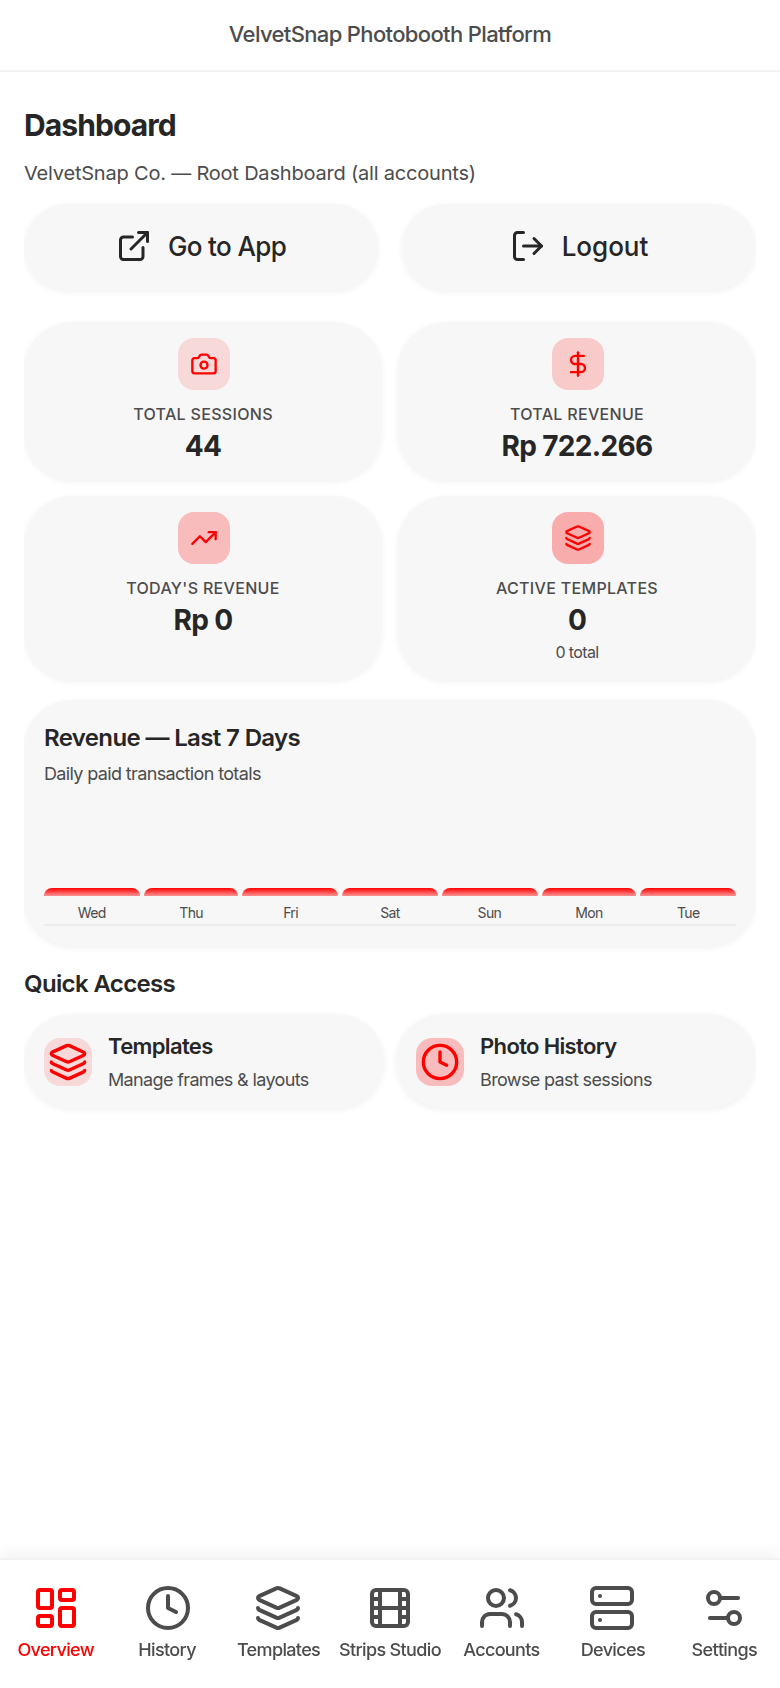 VelvetSnap Photobooth Platform
Dashboard
VelvetSnap Co. — Root Dashboard (all accounts)
Go to App
Logout
TOTAL SESSIONS
44
TOTAL REVENUE
Rp 722.266
TODAY'S REVENUE
Rp 0
ACTIVE TEMPLATES
0
0 total
Revenue — Last 7 Days
Daily paid transaction totals
Wed Thu Fri Sat Sun Mon Tue
Quick Access
Templates
Manage frames & layouts
Photo History
Browse past sessions
Overview History Templates Strips Studio Accounts Devices Settings